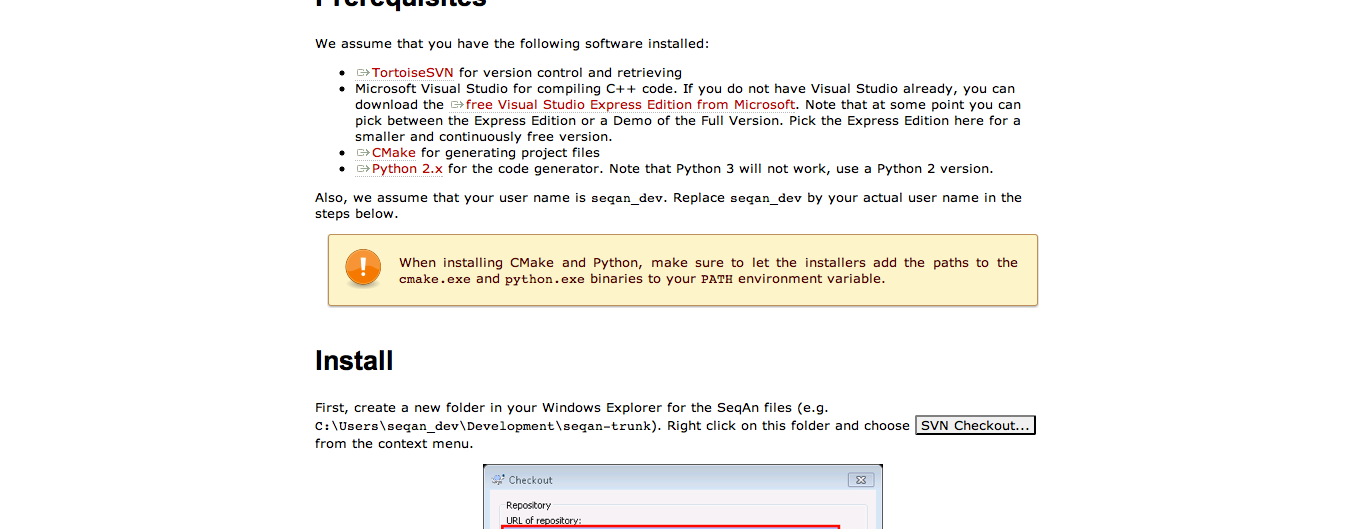 Prerequisites
We assume that you have the following software installed:
TortoiseSVN for version control and retrieving
Microsoft Visual Studio for compiling C++ code. If you do not have Visual Studio already, you can
download the free Visual Studio Express Edition from Microsoft. Note that at some point you can
pick between the Express Edition or a Demo of the Full Version. Pick the Express Edition here for a
smaller and continuously free version.
CMake for generating project files
Python 2.x for the code generator. Note that Python 3 will not work, use a Python 2 version.
Also, we assume that your user name is seqan_dev. Replace seqan_dev by your actual user name in the
steps below.
When installing CMake and Python, make sure to let the installers add the paths to the
cmake.exe and python.exe binaries to your PATH environment variable.
Install
First, create a new folder in your Windows Explorer for the SeqAn files (e.g.
C:\Users\seqan_dev\Development\seqan-trunk). Right click on this folder and choose SVN Checkout...
from the context menu.
Checkout
Repository
URL of repository: